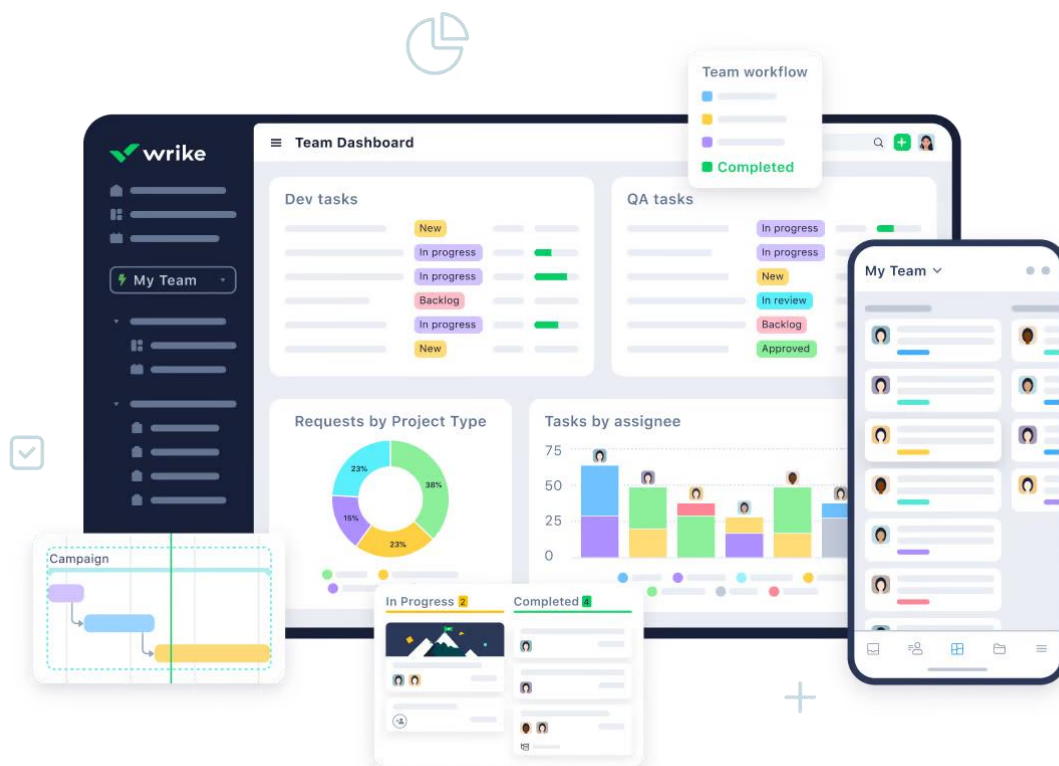 Team workflow
Completed
wrike
Team Dashboard
My Team
Dev tasks
New
In progress
In progress
Backlog
In progress
New
QA tasks
In progress
In progress
New
In review
Backlog
Approved
My Team
Requests by Project Type
23%
38%
15%
23%
Tasks by assignee
75
50
25
0
Campaign
In Progress 2
Completed 4